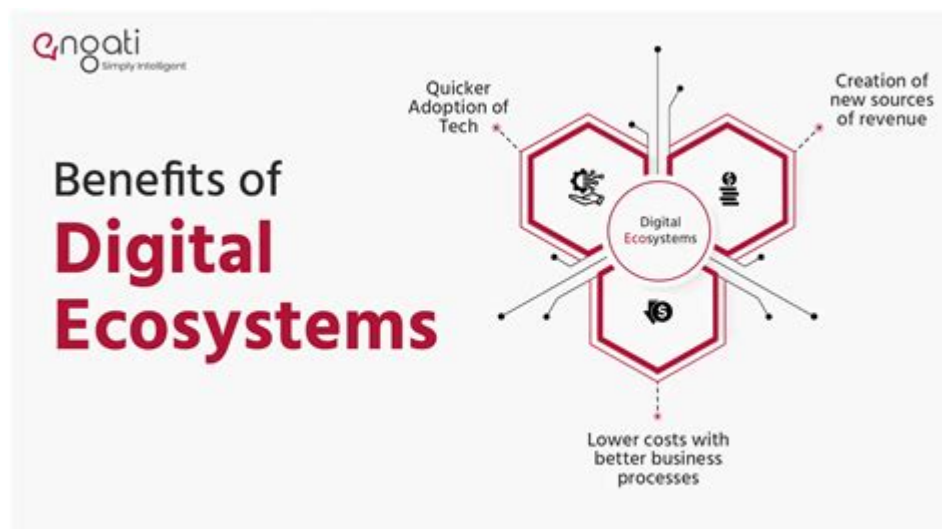 engati
Simply Intelligent
Benefits of
Digital
Ecosystems
Quicker
Adoption of
Tech
Creation of
new sources
of revenue
Digital
Ecosystems
Lower costs with
better business
processes